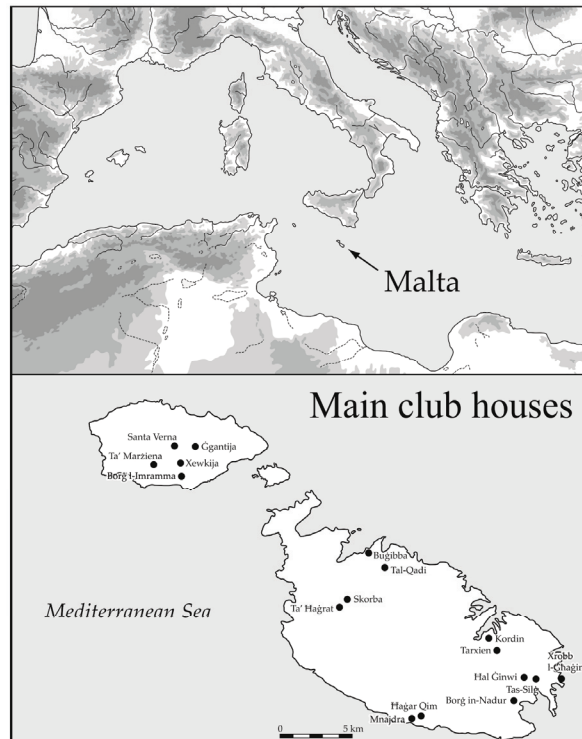 Malta
Main club houses
Santa Verna
Ġgantija
Ta' Marżiena
Xewkija
Borġ l-Imramma
Buġibba
Tal-Qadi
Skorba
Ta' Ħaġrat
Mediterranean Sea
Kordin
Tarxien
Xrobb
l-Għaġin
Ħal Ġinwi
Tas-Silġ
Borġ in-Nadur
Ħaġar Qim
Mnajdra
0 5 km